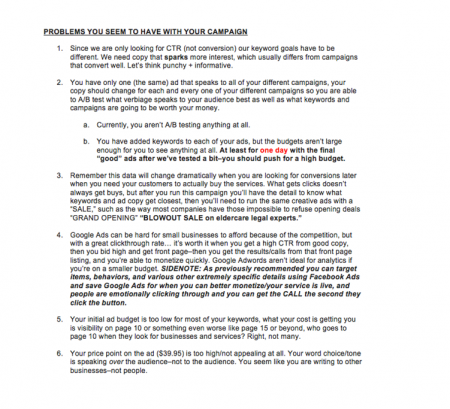 PROBLEMS YOU SEEM TO HAVE WITH YOUR CAMPAIGN
1. Since we are only looking for CTR (not conversion) our keyword goals have to be
different. We need copy that sparks more interest, which usually differs from campaigns
that convert well. Let's think punchy + informative.
2. You have only one (the same) ad that speaks to all of your different campaigns, your
copy should change for each and every one of your different campaigns so you are able
to A/B test what verbiage speaks to your audience best as well as what keywords and
campaigns are going to be worth your money.
a. Currently, you aren't A/B testing anything at all.
b. You have added keywords to each of your ads, but the budgets aren't large
enough for you to see anything at all. At least for one day with the final
"good" ads after we've tested a bit–you should push for a high budget.
3. Remember this data will change dramatically when you are looking for conversions later
when you need your customers to actually buy the services. What gets clicks doesn't
always get buys, but after you run this campaign you'll have the detail to know what
keywords and ad copy get closest, then you'll need to run the same creative ads with a
"SALE," such as the way most companies have those impossible to refuse opening deals
"GRAND OPENING" "BLOWOUT SALE on eldercare legal experts."
4. Google Ads can be hard for small businesses to afford because of the competition, but
with a great clickthrough rate… it's worth it when you get a high CTR from good copy,
then you bid high and get front page–then you get the results/calls from that front page
listing, and you're able to monetize quickly. Google Adwords aren't ideal for analytics if
you're on a smaller budget. SIDENOTE: As previously recommended you can target
items, behaviors, and various other extremely specific details using Facebook Ads
and save Google Ads for when you can better monetize/your service is live, and
people are emotionally clicking through and you can get the CALL the second they
click the button.
5. Your initial ad budget is too low for most of your keywords, what your cost is getting you
is visibility on page 10 or something even worse like page 15 or beyond, who goes to
page 10 when they look for businesses and services? Right, not many.
6. Your price point on the ad ($39.95) is too high/not appealing at all. Your word choice/tone
is speaking over the audience–not to the audience. You seem like you are writing to other
businesses–not people.